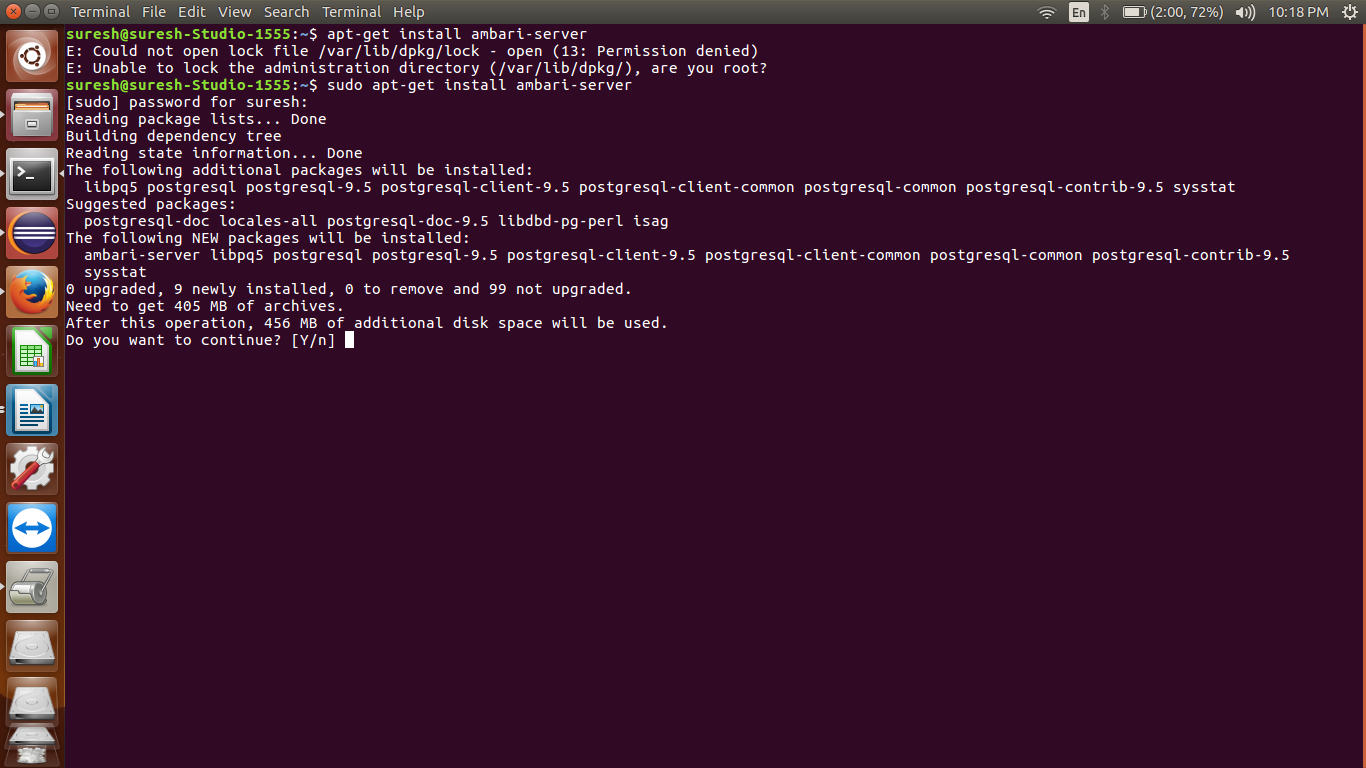 Terminal File Edit View Search Terminal Help En (2:00, 72%) 10:18 PM
suresh@suresh-Studio-1555:~$ apt-get install ambari-server
E: Could not open lock file /var/lib/dpkg/lock - open (13: Permission denied)
E: Unable to lock the administration directory (/var/lib/dpkg/), are you root?
suresh@suresh-Studio-1555:~$ sudo apt-get install ambari-server
[sudo] password for suresh:
Reading package lists... Done
Building dependency tree
Reading state information... Done
The following additional packages will be installed:
  libpq5 postgresql postgresql-9.5 postgresql-client-9.5 postgresql-client-common postgresql-common postgresql-contrib-9.5 sysstat
Suggested packages:
  postgresql-doc locales-all postgresql-doc-9.5 libdbd-pg-perl isag
The following NEW packages will be installed:
  ambari-server libpq5 postgresql postgresql-9.5 postgresql-client-9.5 postgresql-client-common postgresql-common postgresql-contrib-9.5
  sysstat
0 upgraded, 9 newly installed, 0 to remove and 99 not upgraded.
Need to get 405 MB of archives.
After this operation, 456 MB of additional disk space will be used.
Do you want to continue? [Y/n]